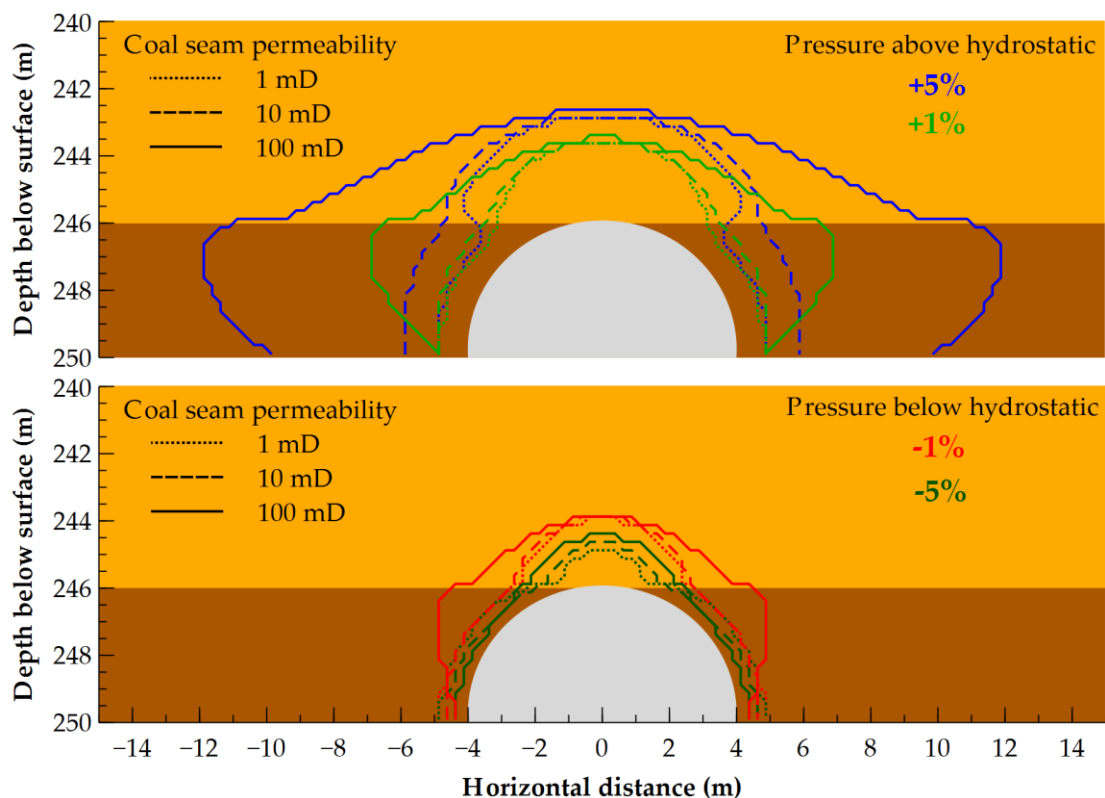 240
242
244
246
248
250
Depth below surface (m)
Coal seam permeability
1 mD
10 mD
100 mD
Pressure above hydrostatic
+5%
+1%
240
242
244
246
248
250
Depth below surface (m)
Coal seam permeability
1 mD
10 mD
100 mD
Pressure below hydrostatic
-1%
-5%
−14 −12 −10 −8 −6 −4 −2 0 2 4 6 8 10 12 14
Horizontal distance (m)